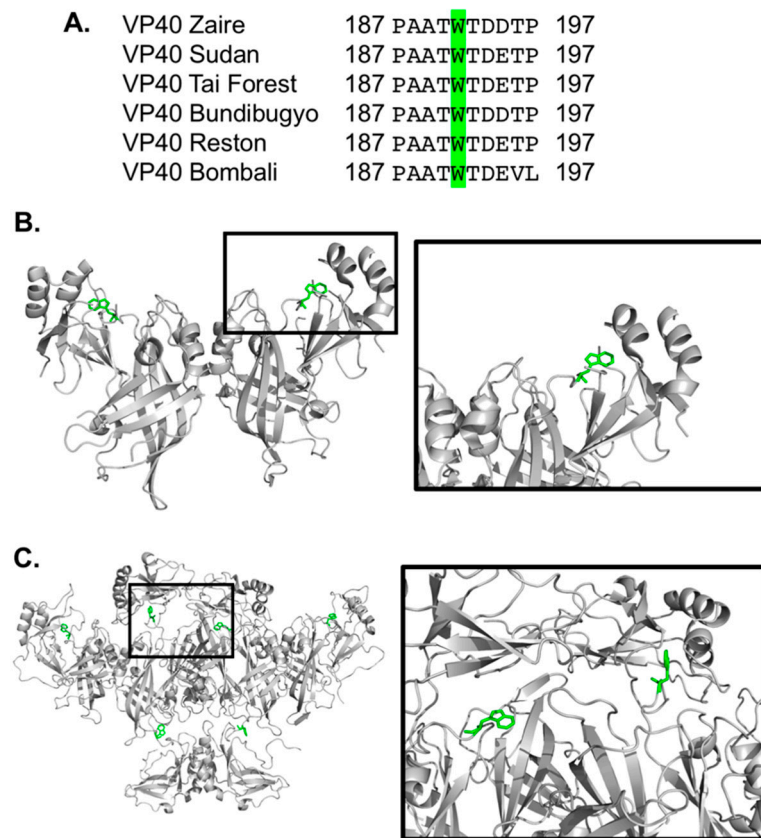 A.
VP40 Zaire 187 PAATWTDDTP 197
VP40 Sudan 187 PAATWTDETP 197
VP40 Tai Forest 187 PAATWTDETP 197
VP40 Bundibugyo 187 PAATWTDDTP 197
VP40 Reston 187 PAATWTDETP 197
VP40 Bombali 187 PAATWTDEVL 197
B.
C.